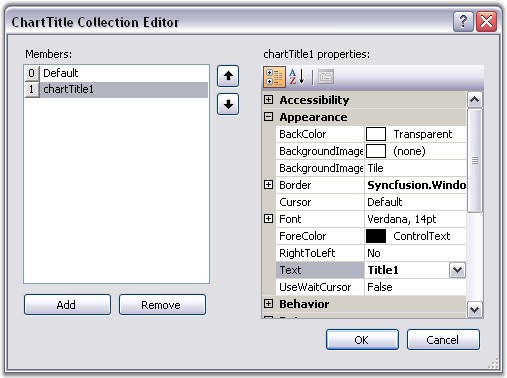 ChartTitle Collection Editor
Members:
0 Default
1 chartTitle1
Add
Remove
chartTitle1 properties:
Accessibility
Appearance
BackColor Transparent
BackgroundImage (none)
BackgroundImage Tile
Border Syncfusion.Windo
Cursor Default
Font Verdana, 14pt
ForeColor ControlText
RightToLeft No
Text Title1
UseWaitCursor False
Behavior
OK
Cancel